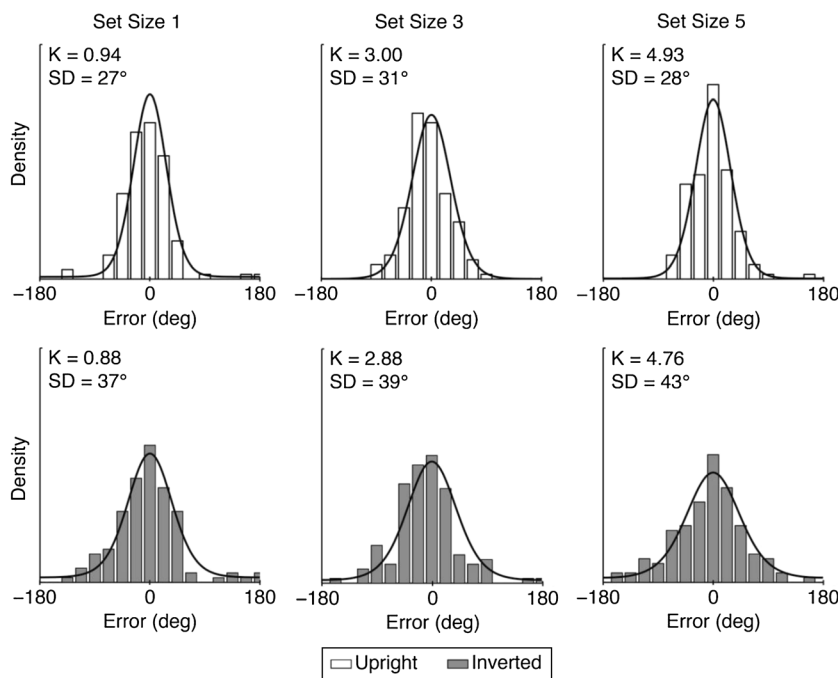 Set Size 1
Set Size 3
Set Size 5
K = 0.94
SD = 27°
K = 3.00
SD = 31°
K = 4.93
SD = 28°
Density
−180 0 180
−180 0 180
−180 0 180
Error (deg)
Error (deg)
Error (deg)
K = 0.88
SD = 37°
K = 2.88
SD = 39°
K = 4.76
SD = 43°
Density
−180 0 180
−180 0 180
−180 0 180
Error (deg)
Error (deg)
Error (deg)
Upright Inverted